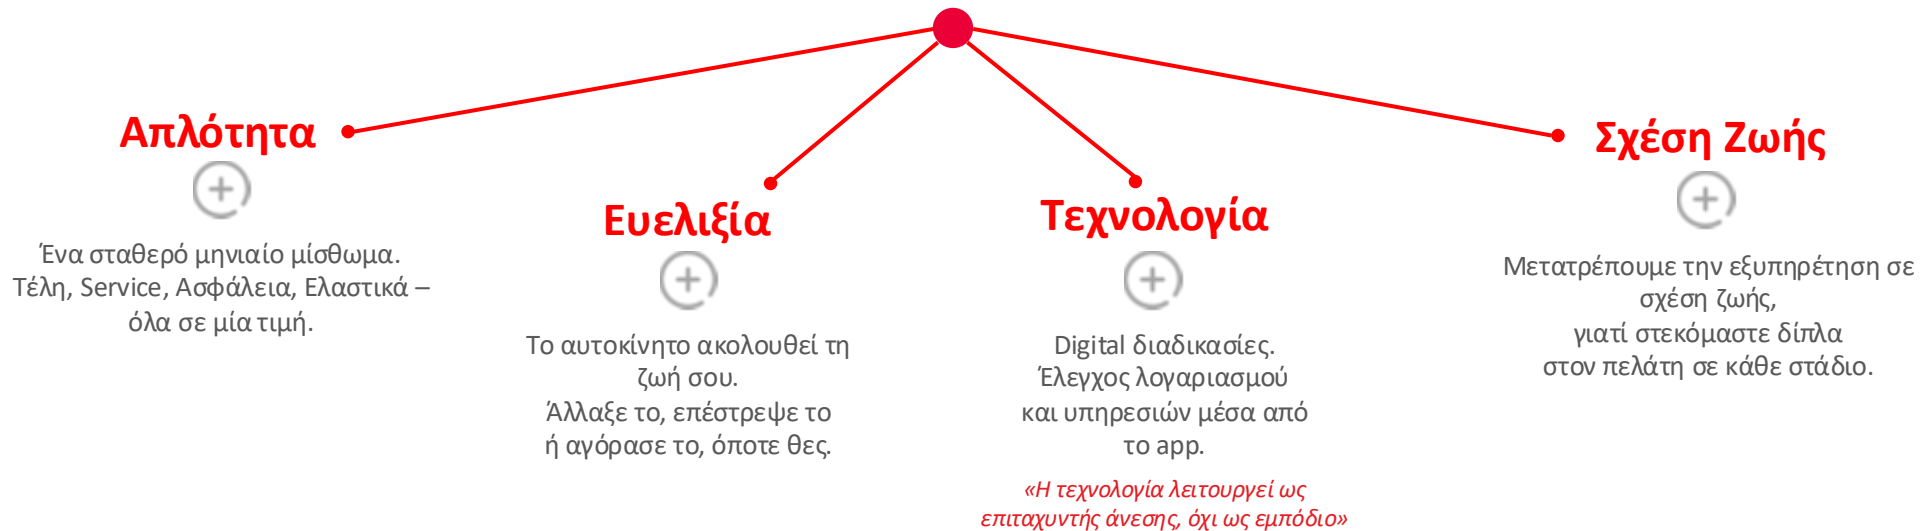 Απλότητα
Ένα σταθερό μηνιαίο μίσθωμα.
Τέλη, Service, Ασφάλεια, Ελαστικά –
όλα σε μία τιμή.
Ευελιξία
Το αυτοκίνητο ακολουθεί τη
ζωή σου.
Άλλαξε το, επέστρεψε το
ή αγόρασε το, όποτε θες.
Τεχνολογία
Digital διαδικασίες.
Έλεγχος λογαριασμού
και υπηρεσιών μέσα από
το app.
«Η τεχνολογία λειτουργεί ως
επιταχυντής άνεσης, όχι ως εμπόδιο»
Σχέση Ζωής
Μετατρέπουμε την εξυπηρέτηση σε
σχέση ζωής,
γιατί στεκόμαστε δίπλα
στον πελάτη σε κάθε στάδιο.